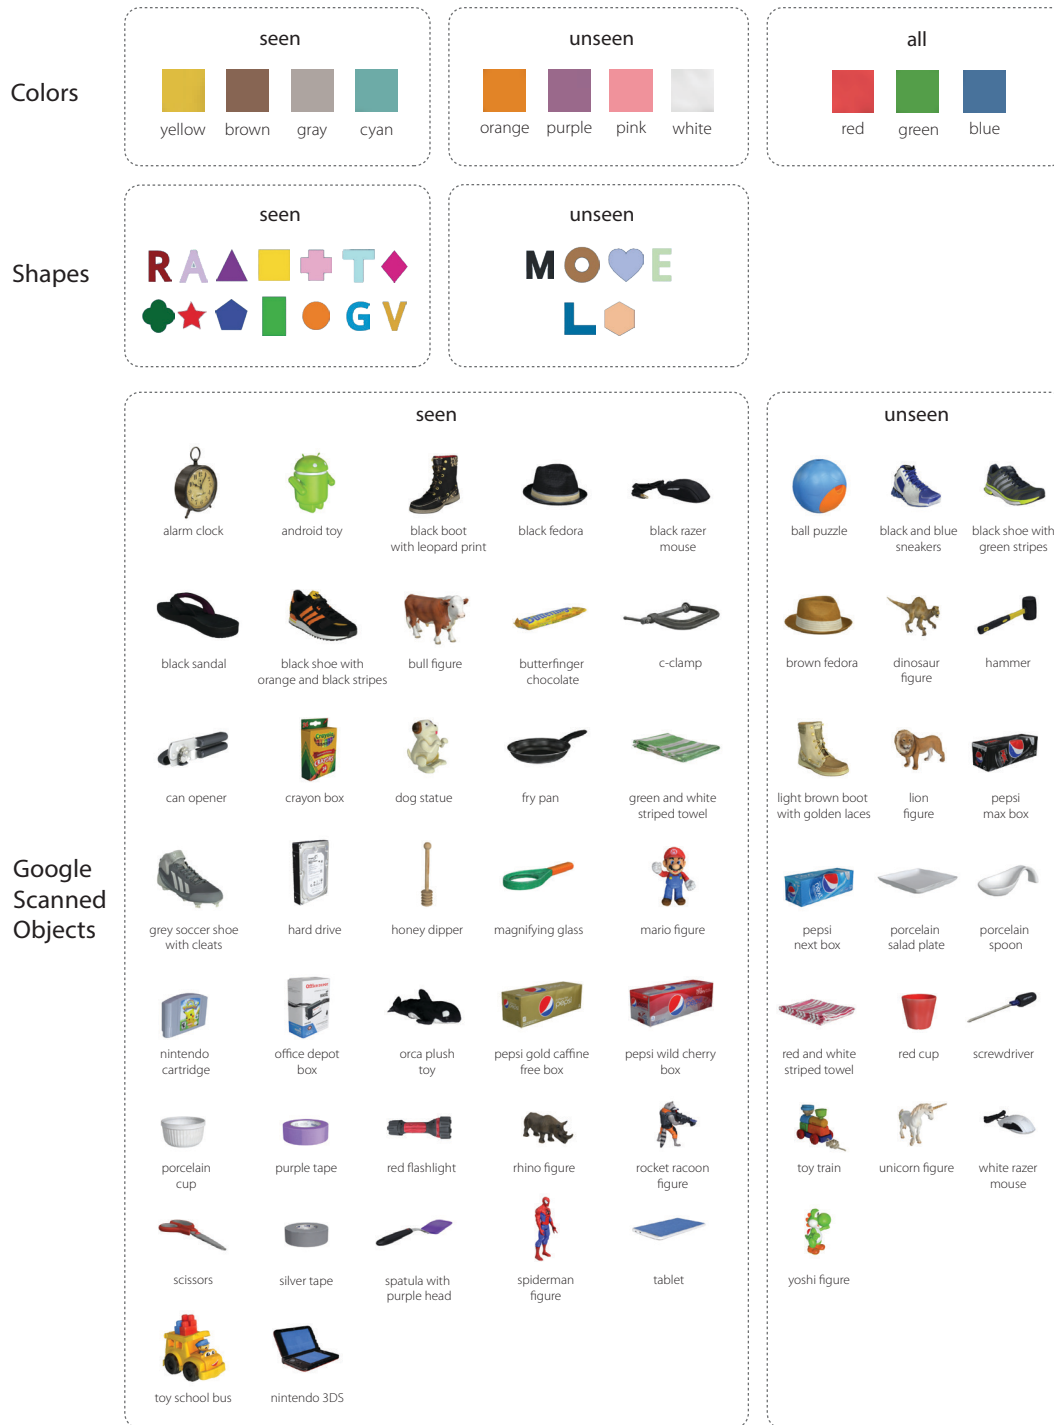 seen
unseen
all
Colors
yellow
brown
gray
cyan
orange
purple
pink
white
red
green
blue
seen
unseen
Shapes
R A T
G V
M E
L
seen
unseen
alarm clock
android toy
black boot
with leopard print
black fedora
black razer
mouse
ball puzzle
black and blue
sneakers
black shoe with
green stripes
black sandal
black shoe with
orange and black stripes
bull figure
butterfinger
chocolate
c-clamp
brown fedora
dinosaur
figure
hammer
can opener
crayon box
dog statue
fry pan
green and white
striped towel
light brown boot
with golden laces
lion
figure
pepsi
max box
Google
Scanned
Objects
grey soccer shoe
with cleats
hard drive
honey dipper
magnifying glass
mario figure
pepsi
next box
porcelain
salad plate
porcelain
spoon
nintendo
cartridge
office depot
box
orca plush
toy
pepsi gold caffine
free box
pepsi wild cherry
box
red and white
striped towel
red cup
screwdriver
porcelain
cup
purple tape
red flashlight
rhino figure
rocket racoon
figure
toy train
unicorn figure
white razer
mouse
scissors
silver tape
spatula with
purple head
spiderman
figure
tablet
yoshi figure
toy school bus
nintendo 3DS